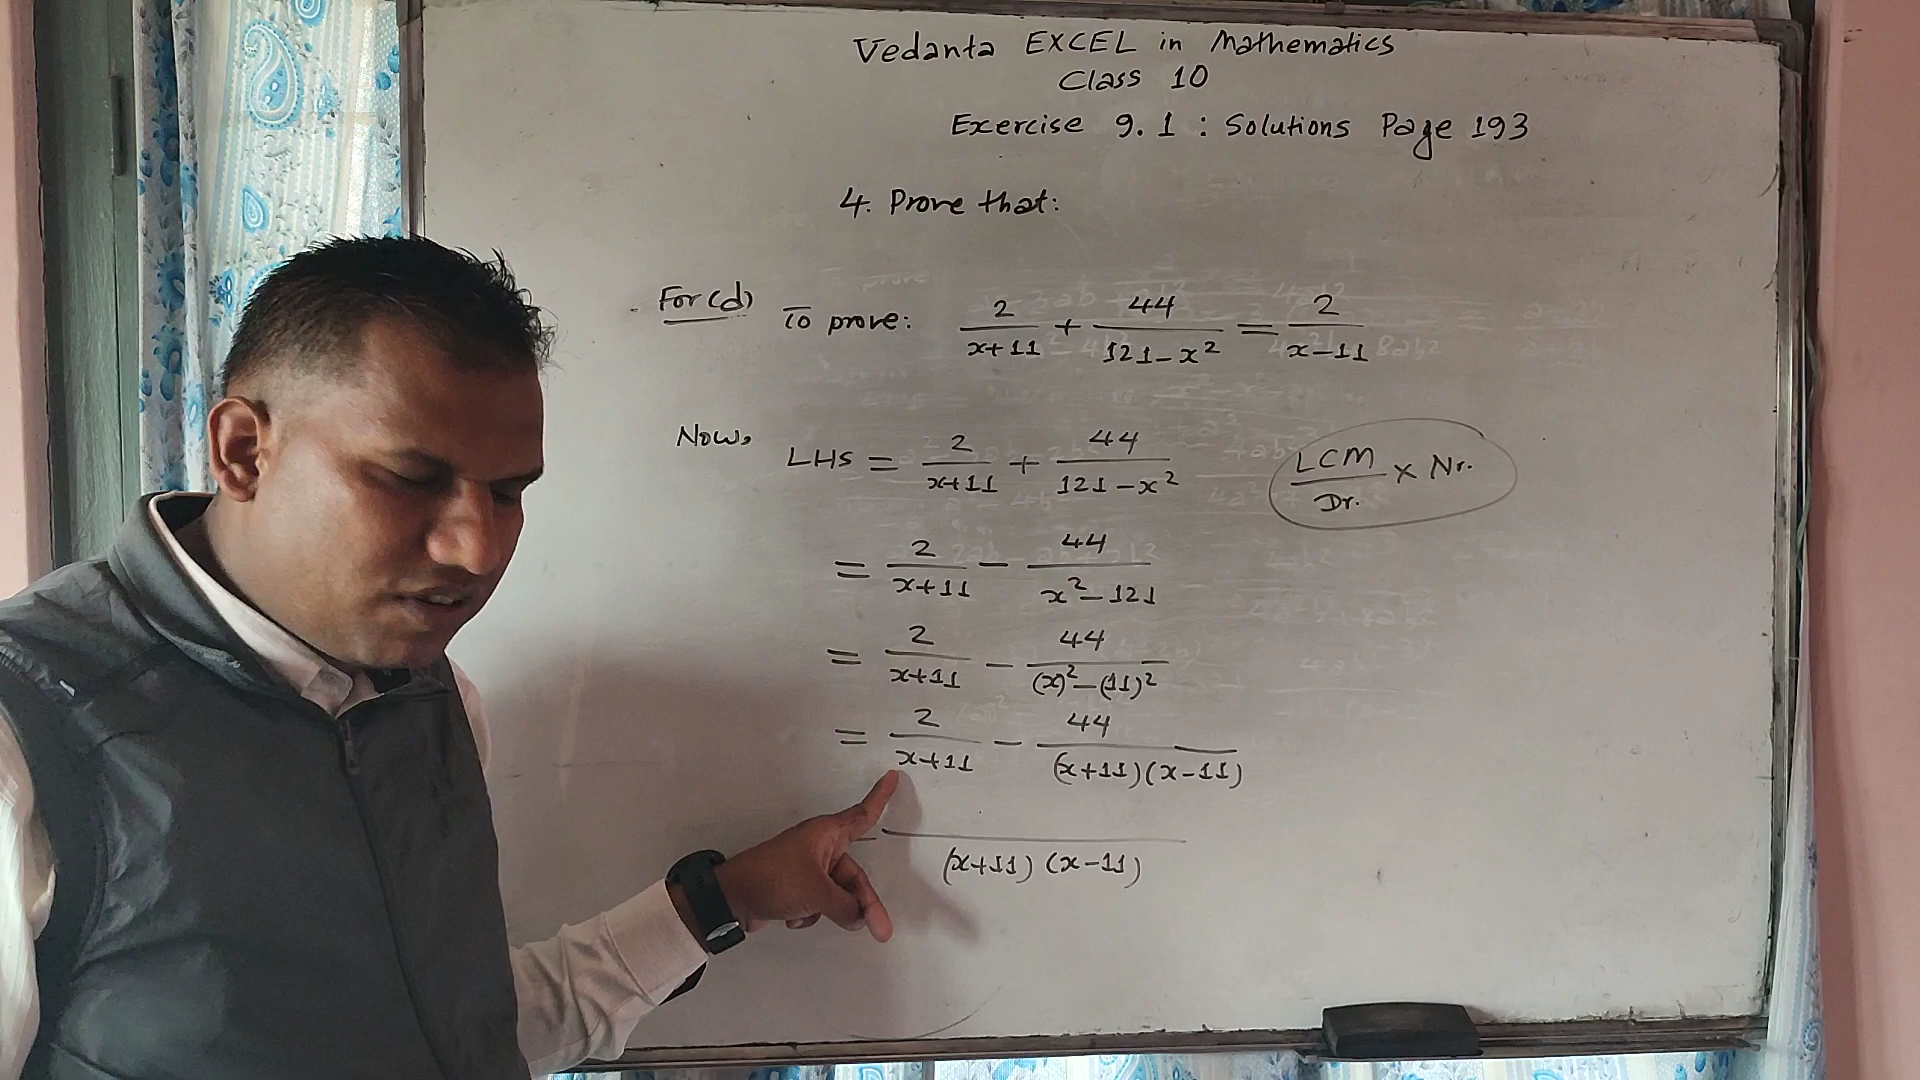 Vedanta EXCEL in Mathematics
Class 10
Exercise 9.1 : Solutions Page 193
4. Prove that:
For (d) To prove: 2/(x+11) + 44/(121-x²) = 2/(x-11)
Now, LHS = 2/(x+11) + 44/(121-x²)
LCM/Dr. × Nr.
= 2/(x+11) - 44/(x²-121)
= 2/(x+11) - 44/((x)²-(11)²)
= 2/(x+11) - 44/((x+11)(x-11))
(x+11) (x-11)